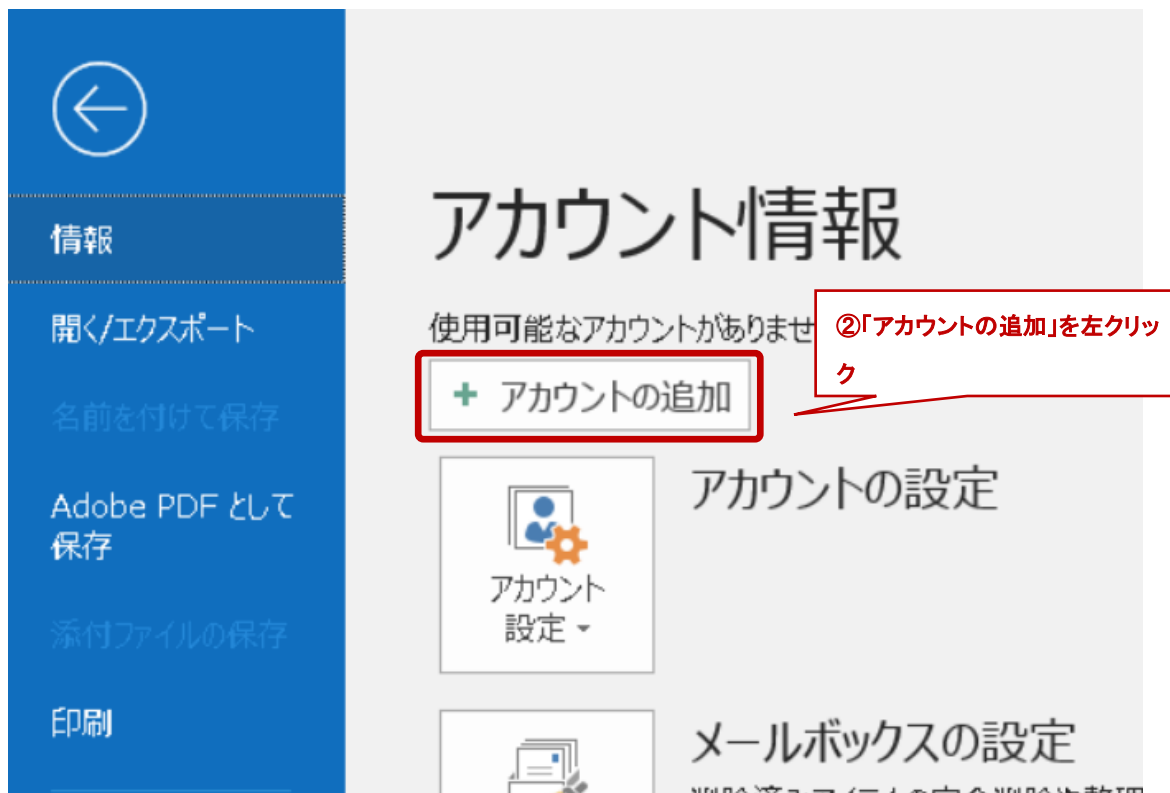 情報
開く/エクスポート
名前を付けて保存
Adobe PDF として
保存
添付ファイルの保存
印刷
アカウント情報
使用可能なアカウントがありませ
②「アカウントの追加」を左クリッ
ク
+ アカウントの追加
アカウント
設定
アカウントの設定
メールボックスの設定